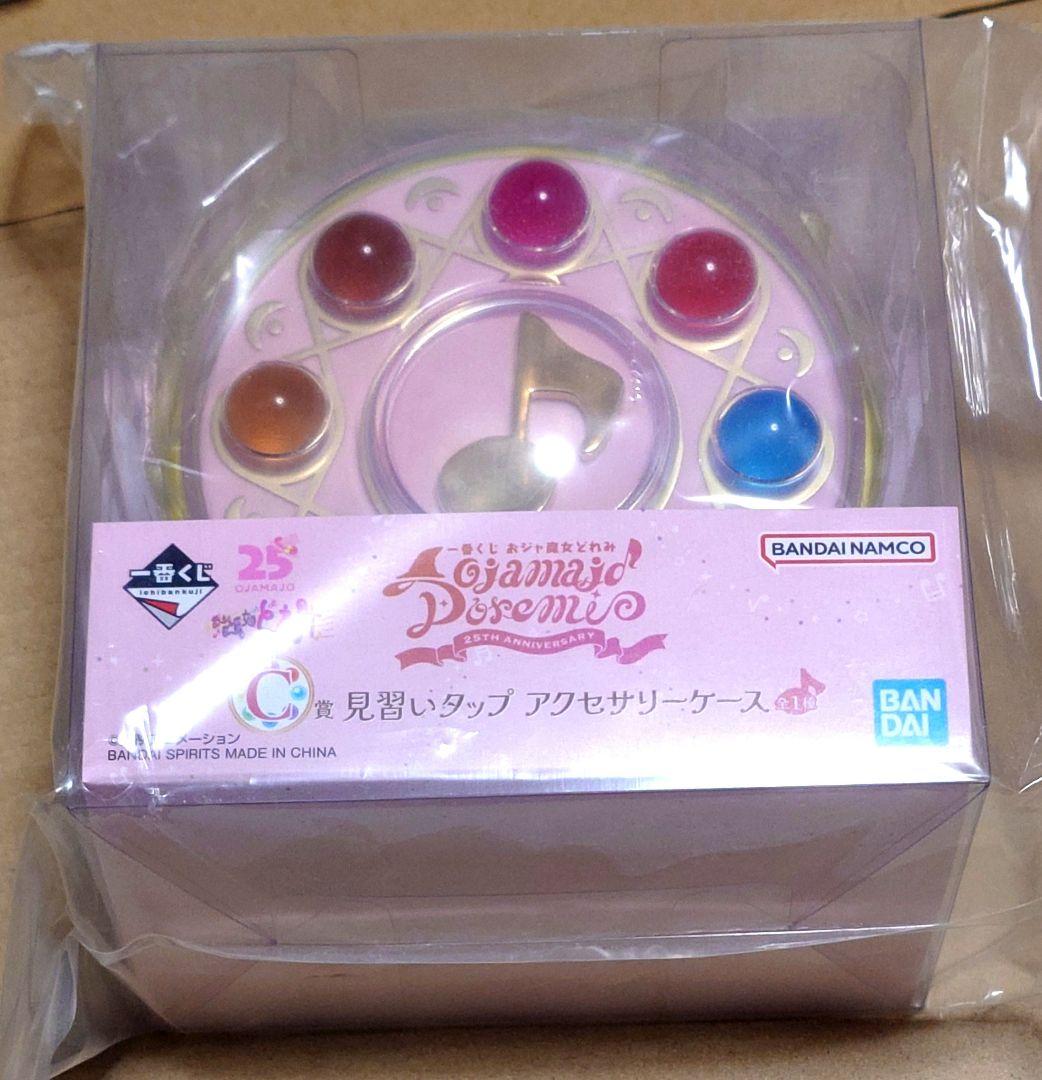 一番くじ
ichibankuji
25
OJAMAJO
一番くじ おジャ魔女どれみ
Ojamajo
Doremi
25TH ANNIVERSARY
BANDAI NAMCO
C賞 見習いタップ アクセサリーケース 全1種
BANDAI SPIRITS MADE IN CHINA
BAN
DAI